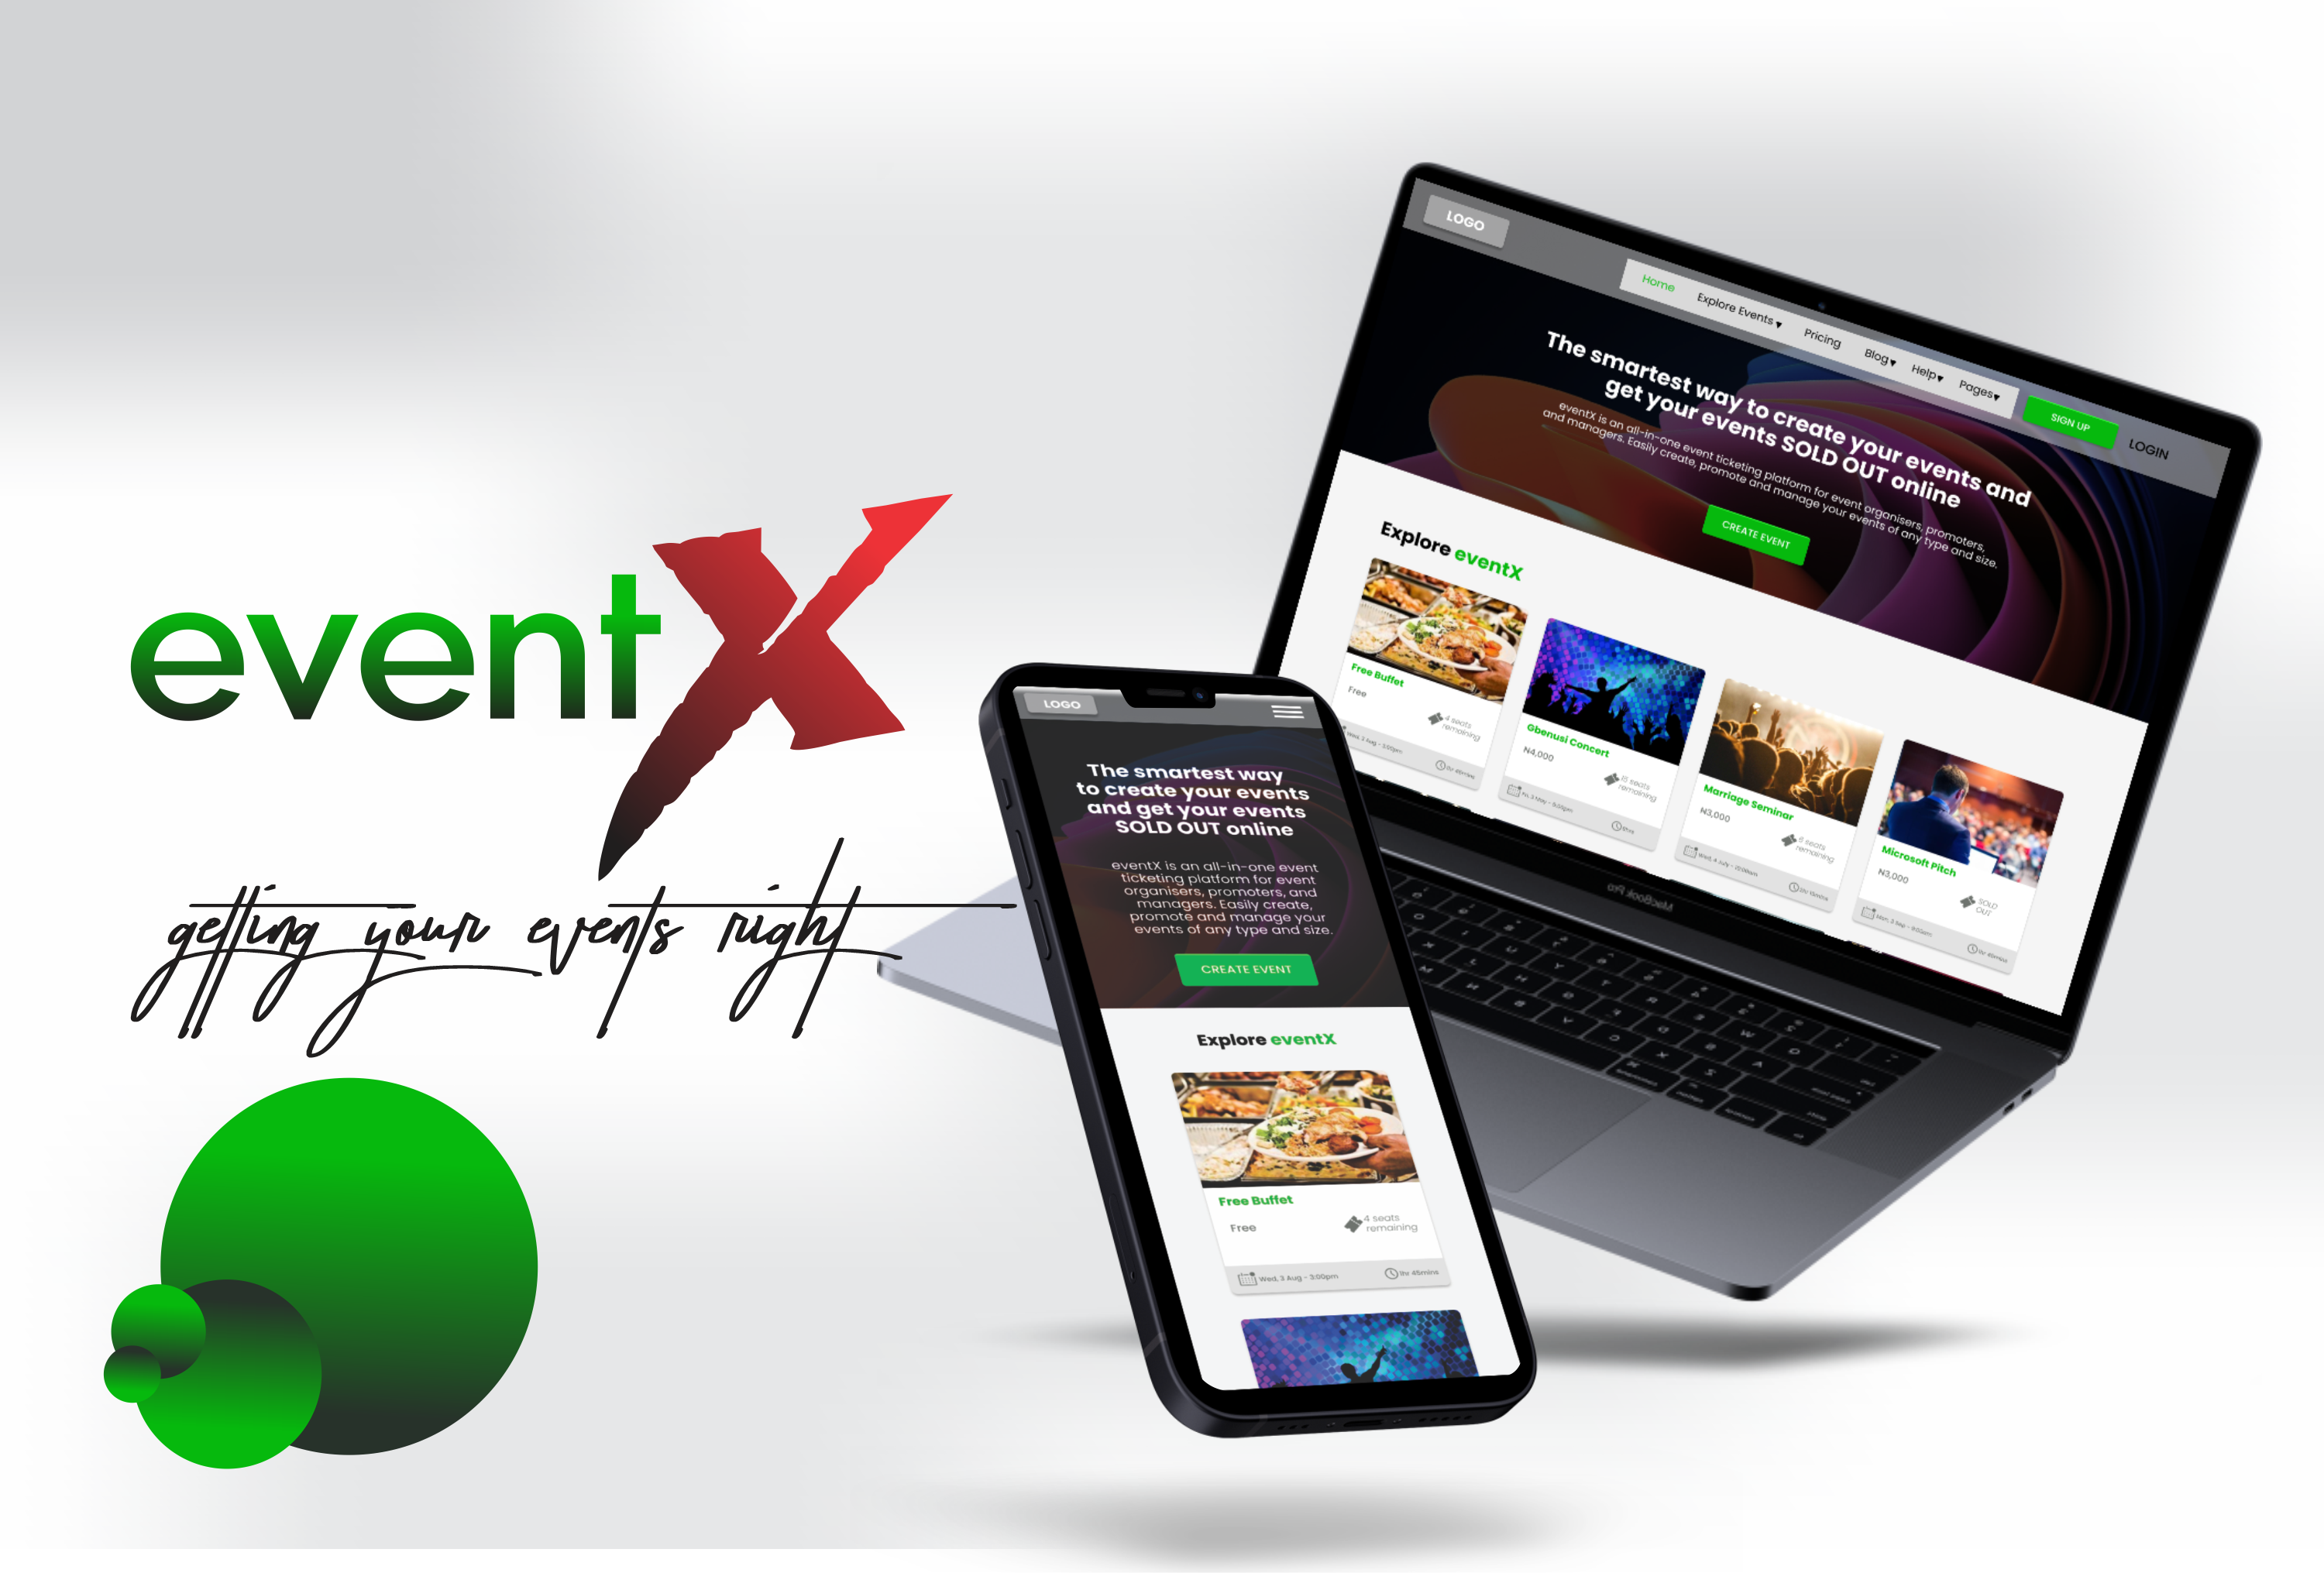 eventX
getting your events right
LOGO
Home
Explore Events ▾
Pricing
Blog▾
Help▾
Pages▾
SIGN UP
LOGIN
The smartest way to create your events and
get your events SOLD OUT online
eventX is an all-in-one event ticketing platform for event organisers, promoters,
and managers. Easily create, promote and manage your events of any type and size.
CREATE EVENT
Explore eventX
Free Buffet
Free
4 seats
remaining
Wed, 3 Aug - 3:00pm
1hr 45mins
Gbenusi Concert
₦4,000
15 seats
remaining
Marriage Seminar
₦3,000
remaining
Microsoft Pitch
₦3,000
SOLD
OUT
MacBook Pro
LOGO
The smartest way
to create your events
and get your events
SOLD OUT online
eventX is an all-in-one event
ticketing platform for event
organisers, promoters, and
managers. Easily create,
promote and manage your
events of any type and size.
CREATE EVENT
Explore eventX
Free Buffet
Free
4 seats
remaining
Wed, 3 Aug - 3:00pm
1hr 45mins